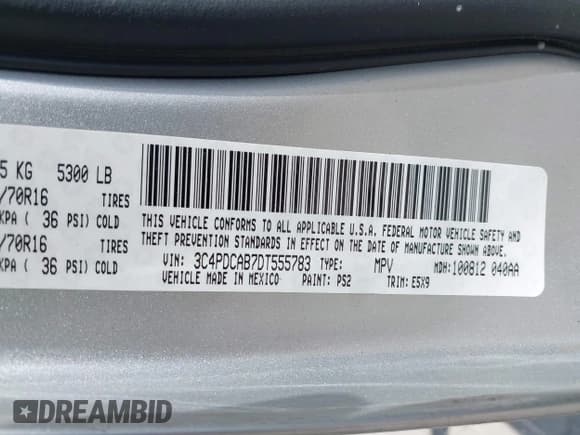 5 KG 5300 LB
/70R16 TIRES
KPA ( 36 PSI) COLD
/70R16 TIRES
KPA ( 36 PSI) COLD
THIS VEHICLE CONFORMS TO ALL APPLICABLE U.S.A. FEDERAL MOTOR VEHICLE SAFETY AND
THEFT PREVENTION STANDARDS IN EFFECT ON THE DATE OF MANUFACTURE SHOWN ABOVE.
VIN: 3C4PDCAB7DT555783 TYPE: MPV MDH: 100812 040AA
VEHICLE MADE IN MEXICO PAINT: PS2 TRIM: E5X9
DREAMBID